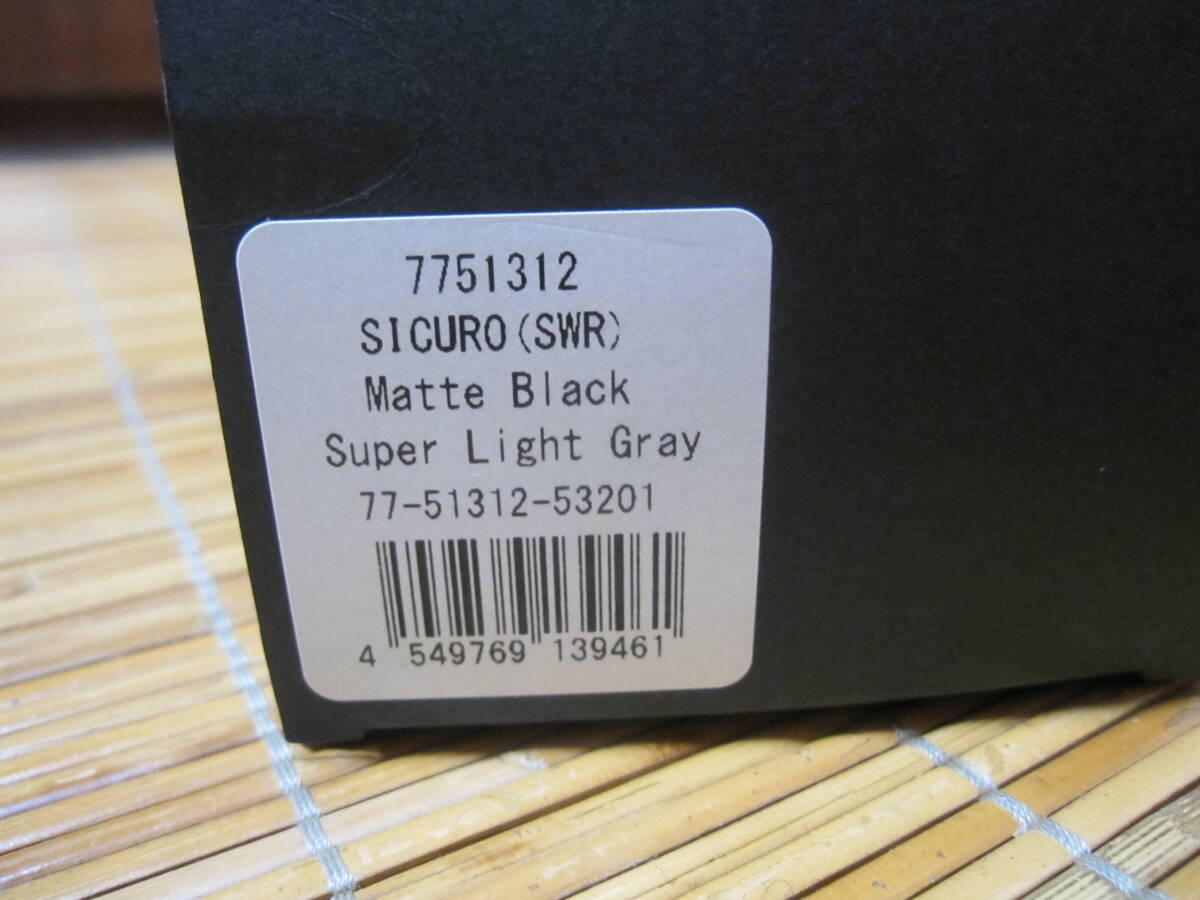 7751312
SICURO(SWR)
Matte Black
Super Light Gray
77-51312-53201
4 549769 139461